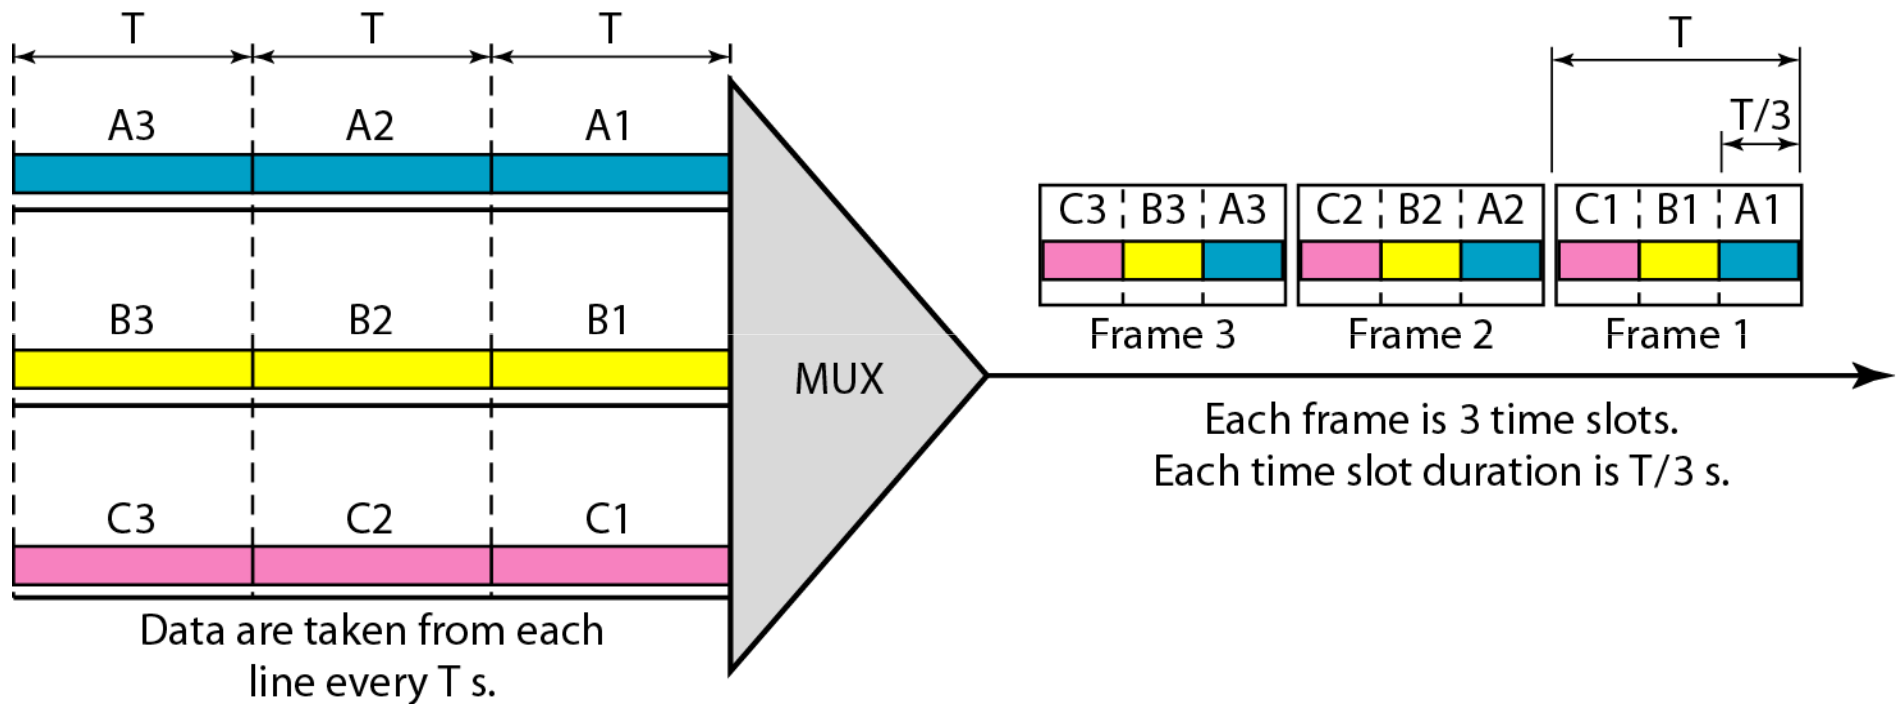 T T T
T
T/3
A3 A2 A1
C3 B3 A3 C2 B2 A2 C1 B1 A1
B3 B2 B1
Frame 3 Frame 2 Frame 1
MUX
Each frame is 3 time slots.
Each time slot duration is T/3 s.
C3 C2 C1
Data are taken from each
line every T s.